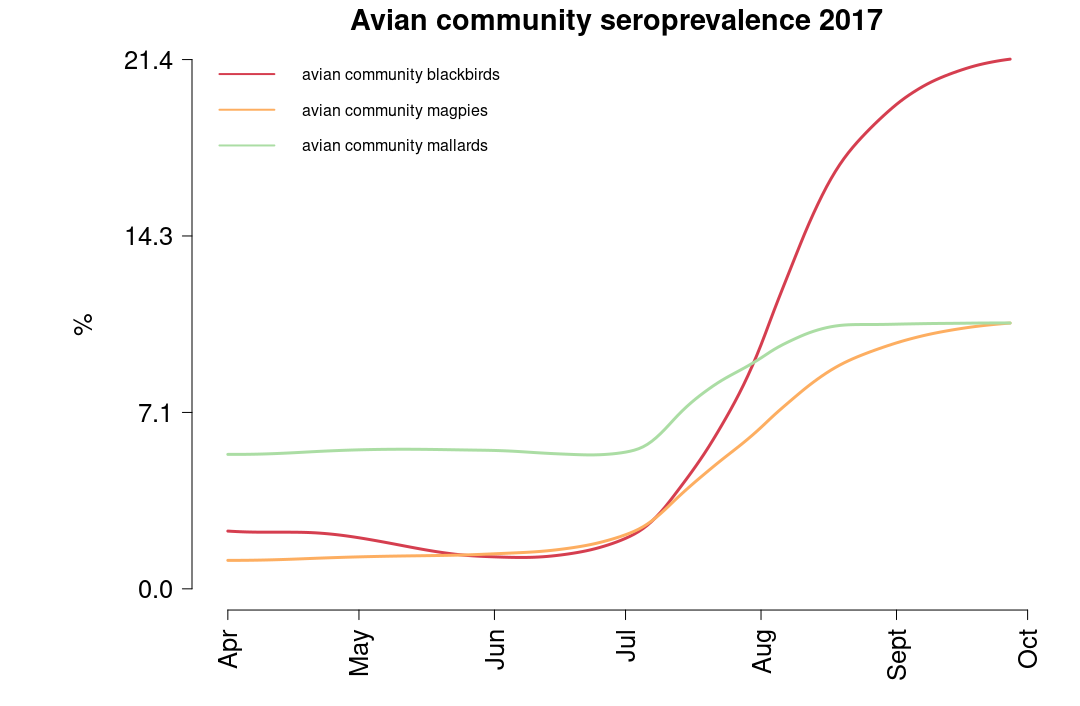 Avian community seroprevalence 2017
21.4
avian community blackbirds
avian community magpies
avian community mallards
14.3
%
7.1
0.0
Apr
May
Jun
Jul
Aug
Sept
Oct